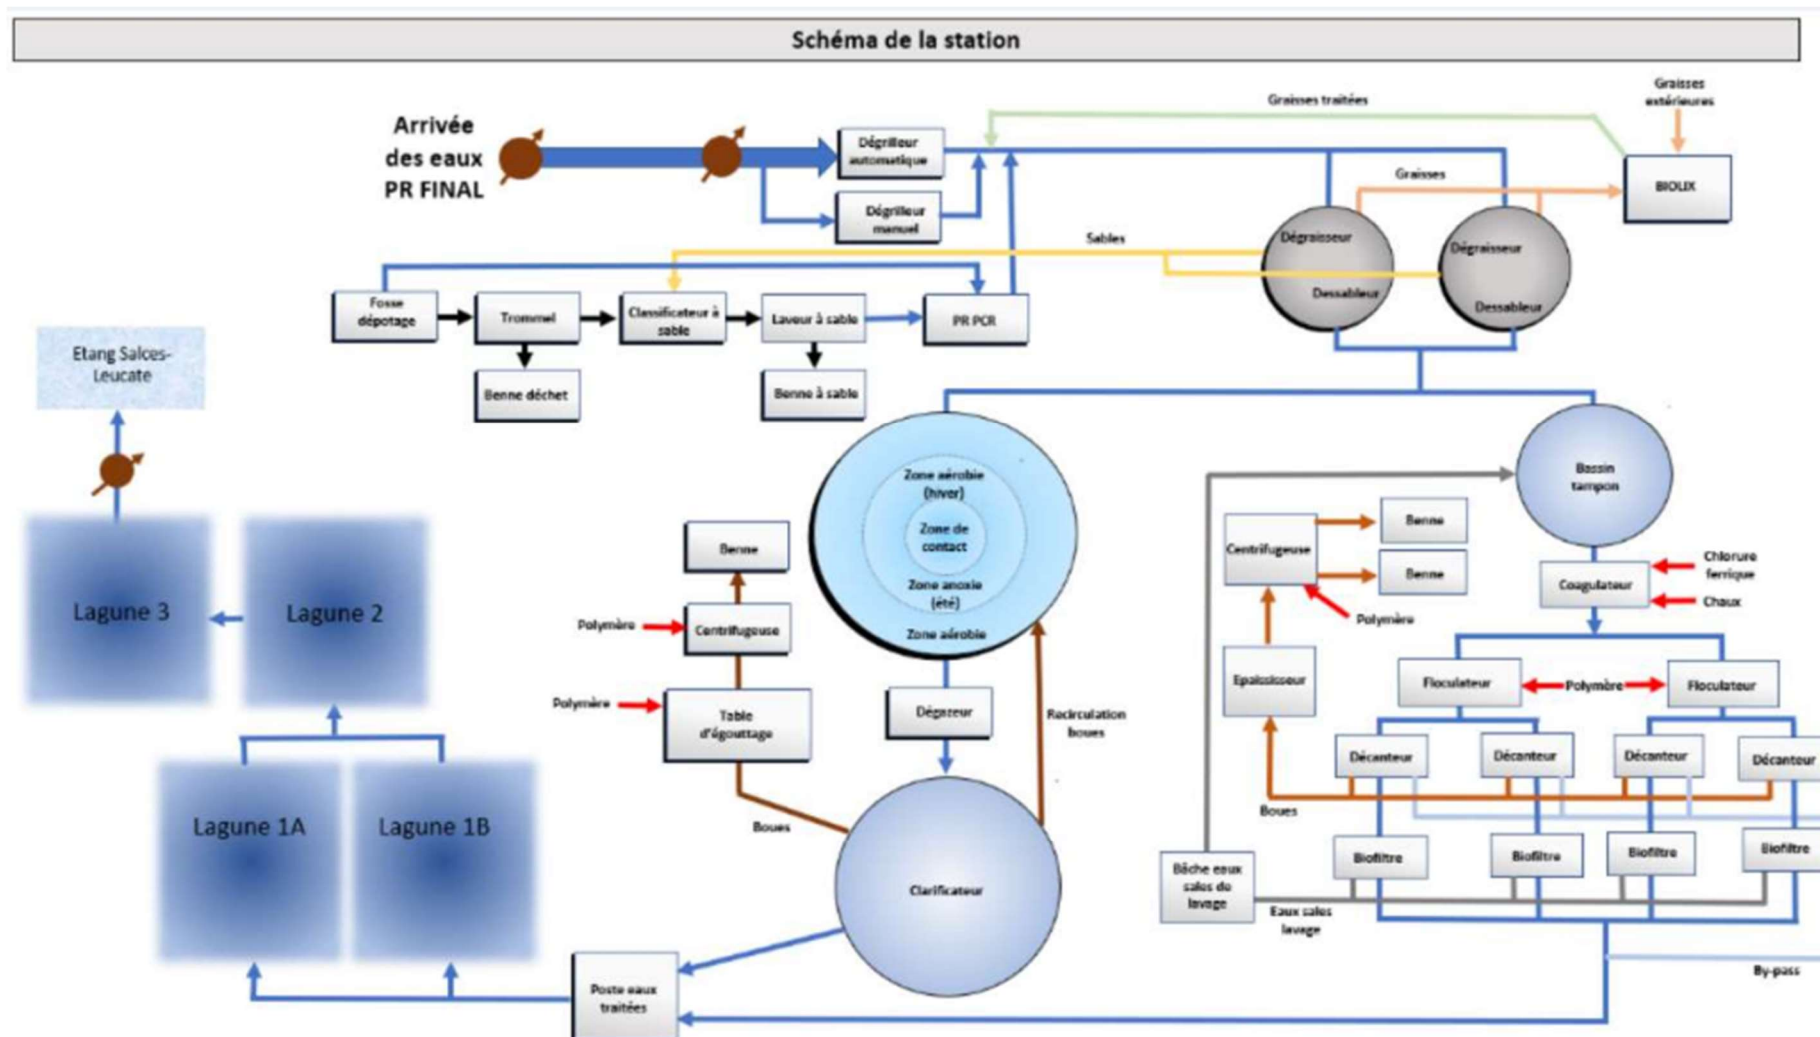 Schéma de la station
Graisses
extérieures
Graisses traitées
Arrivée
des eaux
PR FINAL
Dégrilleur
automatique
Graisses
BIOLIX
Dégrilleur
manuel
Sables
Dégraisseur
Dessableur
Dégraisseur
Dessableur
Fosse
dépotage
Trommel
Classificateur à
sable
Laveur à sable
PR PCR
Benne déchet
Benne à sable
Etang Salces-
Leucate
Zone aérobie
(hiver)
Zone de
contact
Zone anoxie
(été)
Zone aérobie
Bassin
tampon
Benne
Centrifugeuse
Benne
Benne
Polymère
Coagulateur
Chlorure
ferrique
Chaux
Lagune 3
Lagune 2
Polymère
Centrifugeuse
Polymère
Table
d'égouttage
Dégazeur
Recirculation
boues
Epaississeur
Floculateur
Polymère
Floculateur
Décanteur
Décanteur
Décanteur
Décanteur
Boues
Boues
Lagune 1A
Lagune 1B
Clarificateur
Bâche eaux
sales de
lavage
Biofiltre
Biofiltre
Biofiltre
Biofiltre
Eaux sales
lavage
By-pass
Poste eaux
traitées